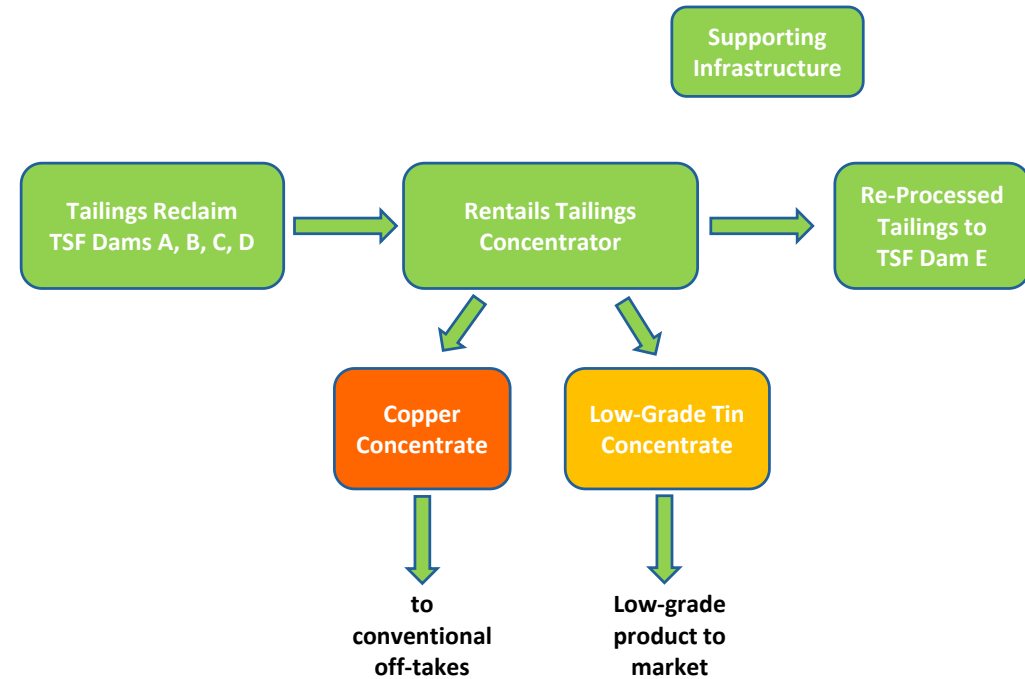 Supporting
Infrastructure
Tailings Reclaim
TSF Dams A, B, C, D
Rentails Tailings
Concentrator
Re-Processed
Tailings to
TSF Dam E
Copper
Concentrate
Low-Grade Tin
Concentrate
to
conventional
off-takes
Low-grade
product to
market